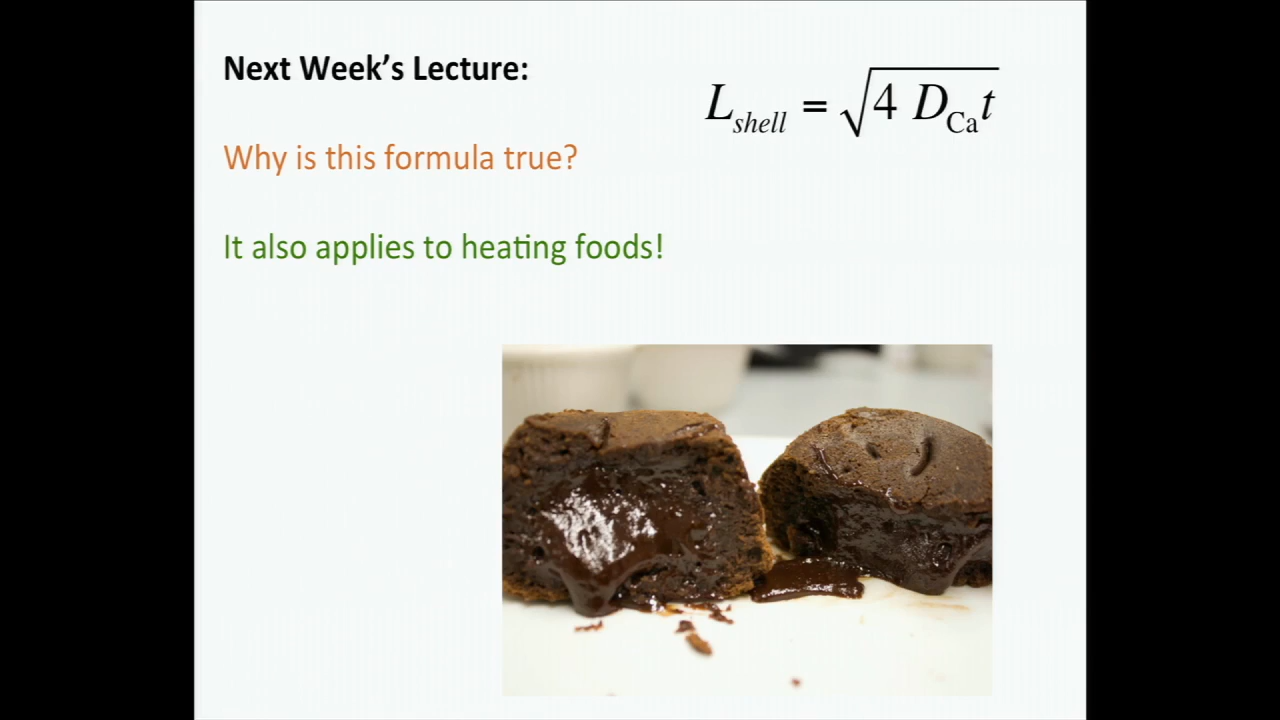 Next Week's Lecture:
L_shell = √(4 D_Ca t)
Why is this formula true?
It also applies to heating foods!